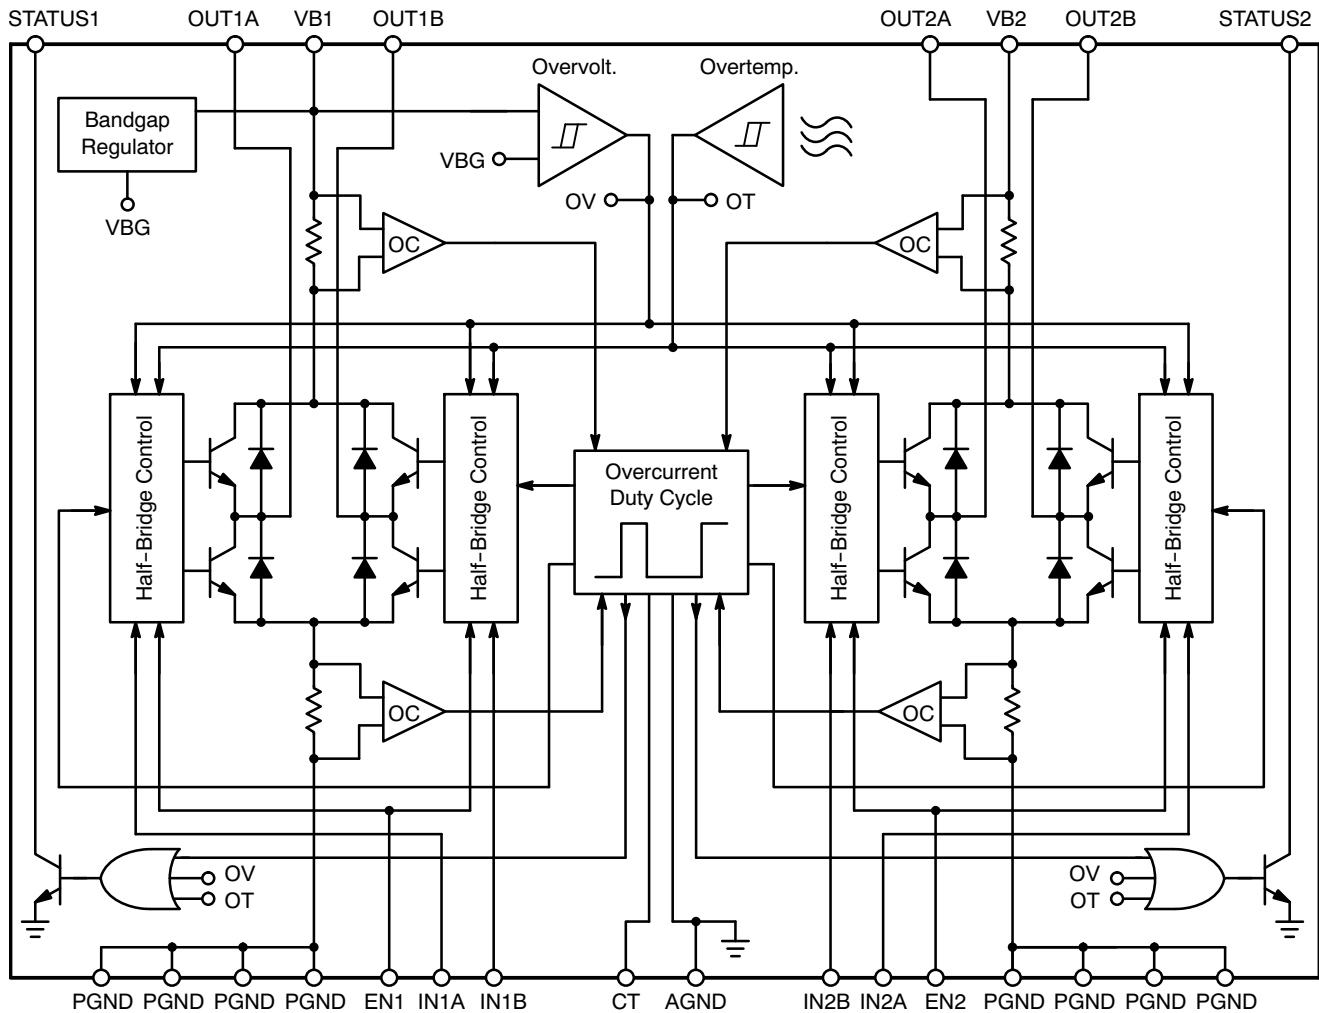 STATUS1 OUT1A VB1 OUT1B OUT2A VB2 OUT2B STATUS2
Overvolt. Overtemp.
Bandgap
Regulator
VBG
VBG
OV
OT
OC
OC
Half-Bridge Control
Half-Bridge Control
Overcurrent
Duty Cycle
Half-Bridge Control
Half-Bridge Control
OC
OC
OV
OT
OV
OT
PGND PGND PGND PGND EN1 IN1A IN1B CT AGND IN2B IN2A EN2 PGND PGND PGND PGND